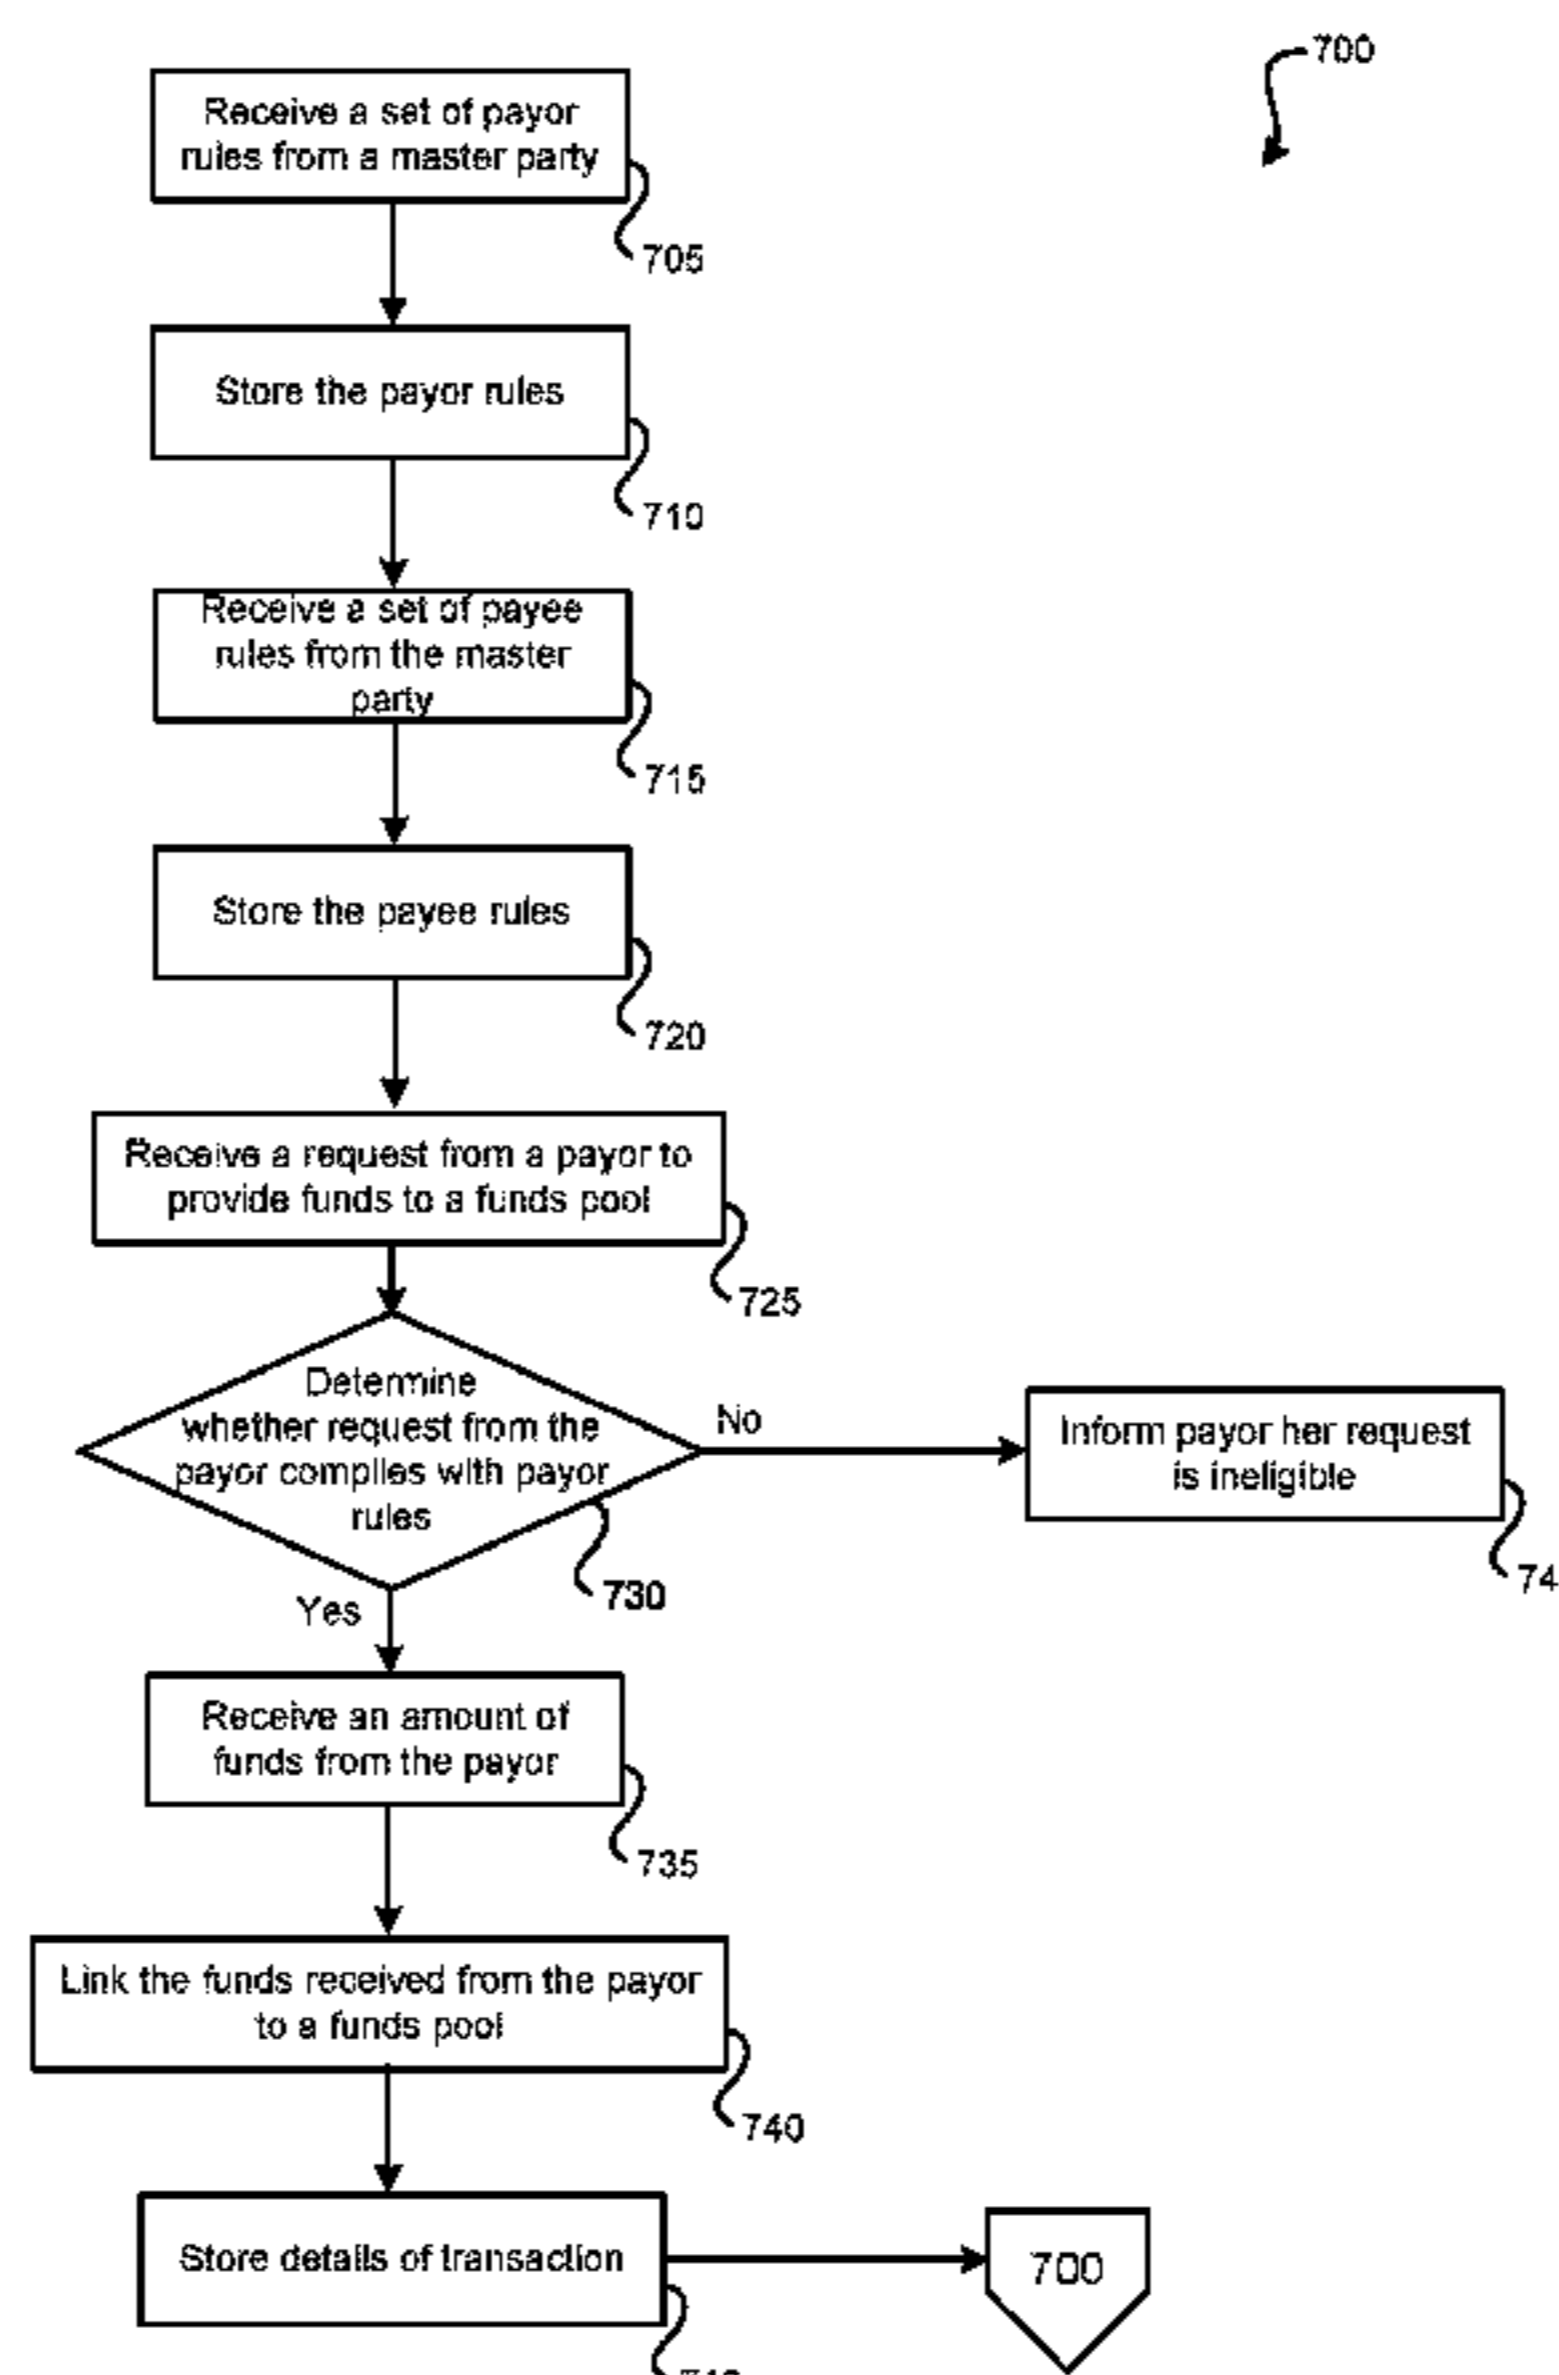 700
Receive a set of payor
rules from a master party
705
Store the payor rules
710
Receive a set of payee
rules from the master
party
715
Store the payee rules
720
Receive a request from a payor to
provide funds to a funds pool
725
Determine
whether request from the
payor complies with payor
rules
No
Inform payor her request
is ineligible
730
74
Yes
Receive an amount of
funds from the payor
735
Link the funds received from the payor
to a funds pool
740
Store details of transaction
700